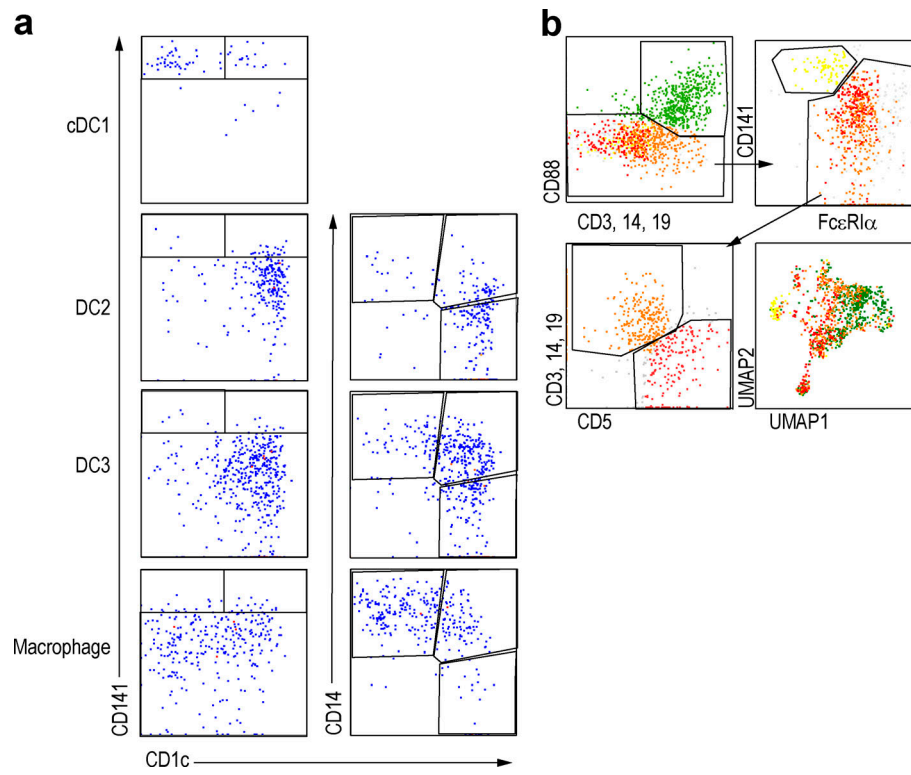 a
cDC1
DC2
DC3
Macrophage
CD141
CD14
CD1c
b
CD88
CD3, 14, 19
CD141
FcεRIα
CD3, 14, 19
CD5
UMAP2
UMAP1